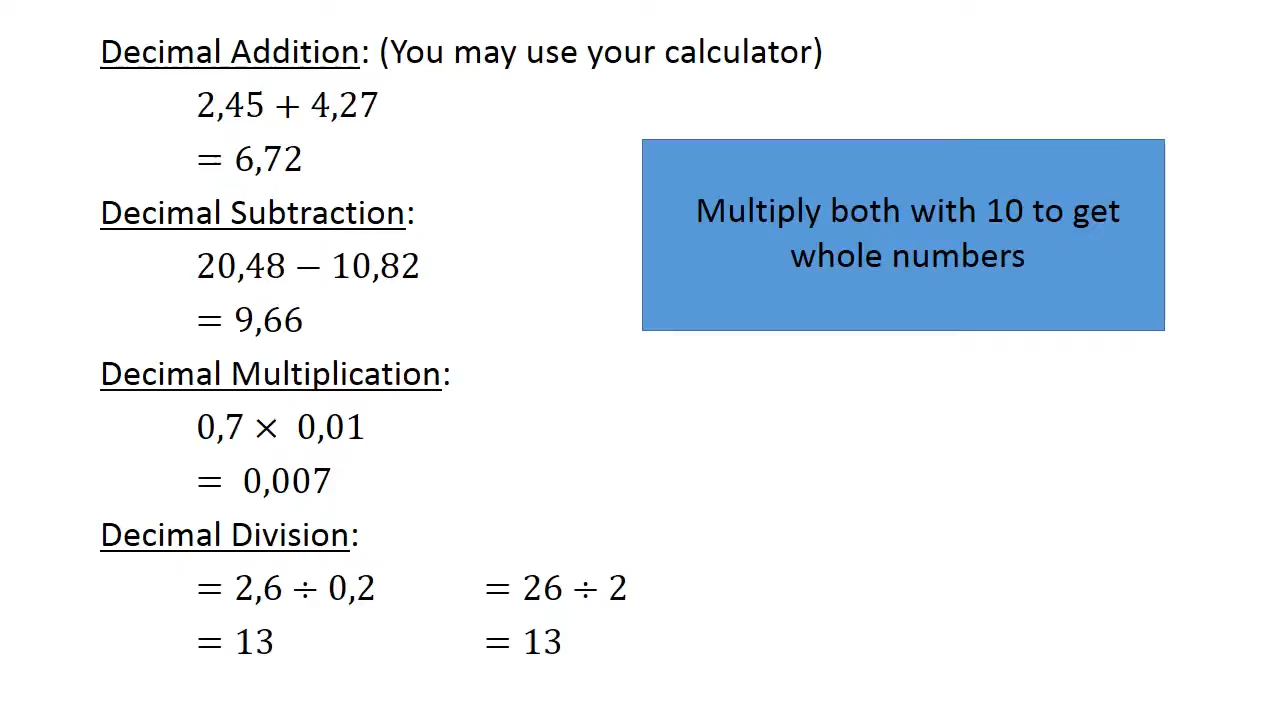 Decimal Addition: (You may use your calculator)
2,45 + 4,27
= 6,72
Decimal Subtraction:
20,48 − 10,82
= 9,66
Multiply both with 10 to get
whole numbers
Decimal Multiplication:
0,7 × 0,01
= 0,007
Decimal Division:
= 2,6 ÷ 0,2 = 26 ÷ 2
= 13 = 13